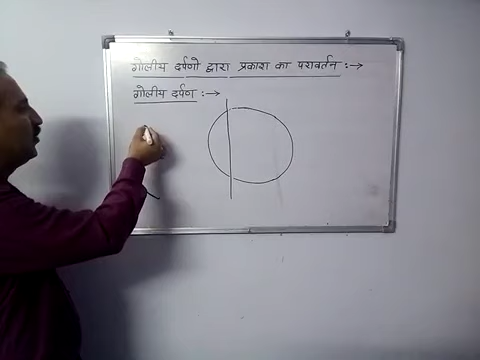 गोलीय दर्पणो द्वारा प्रकाश का परावर्तन :→
गोलीय दर्पण :→